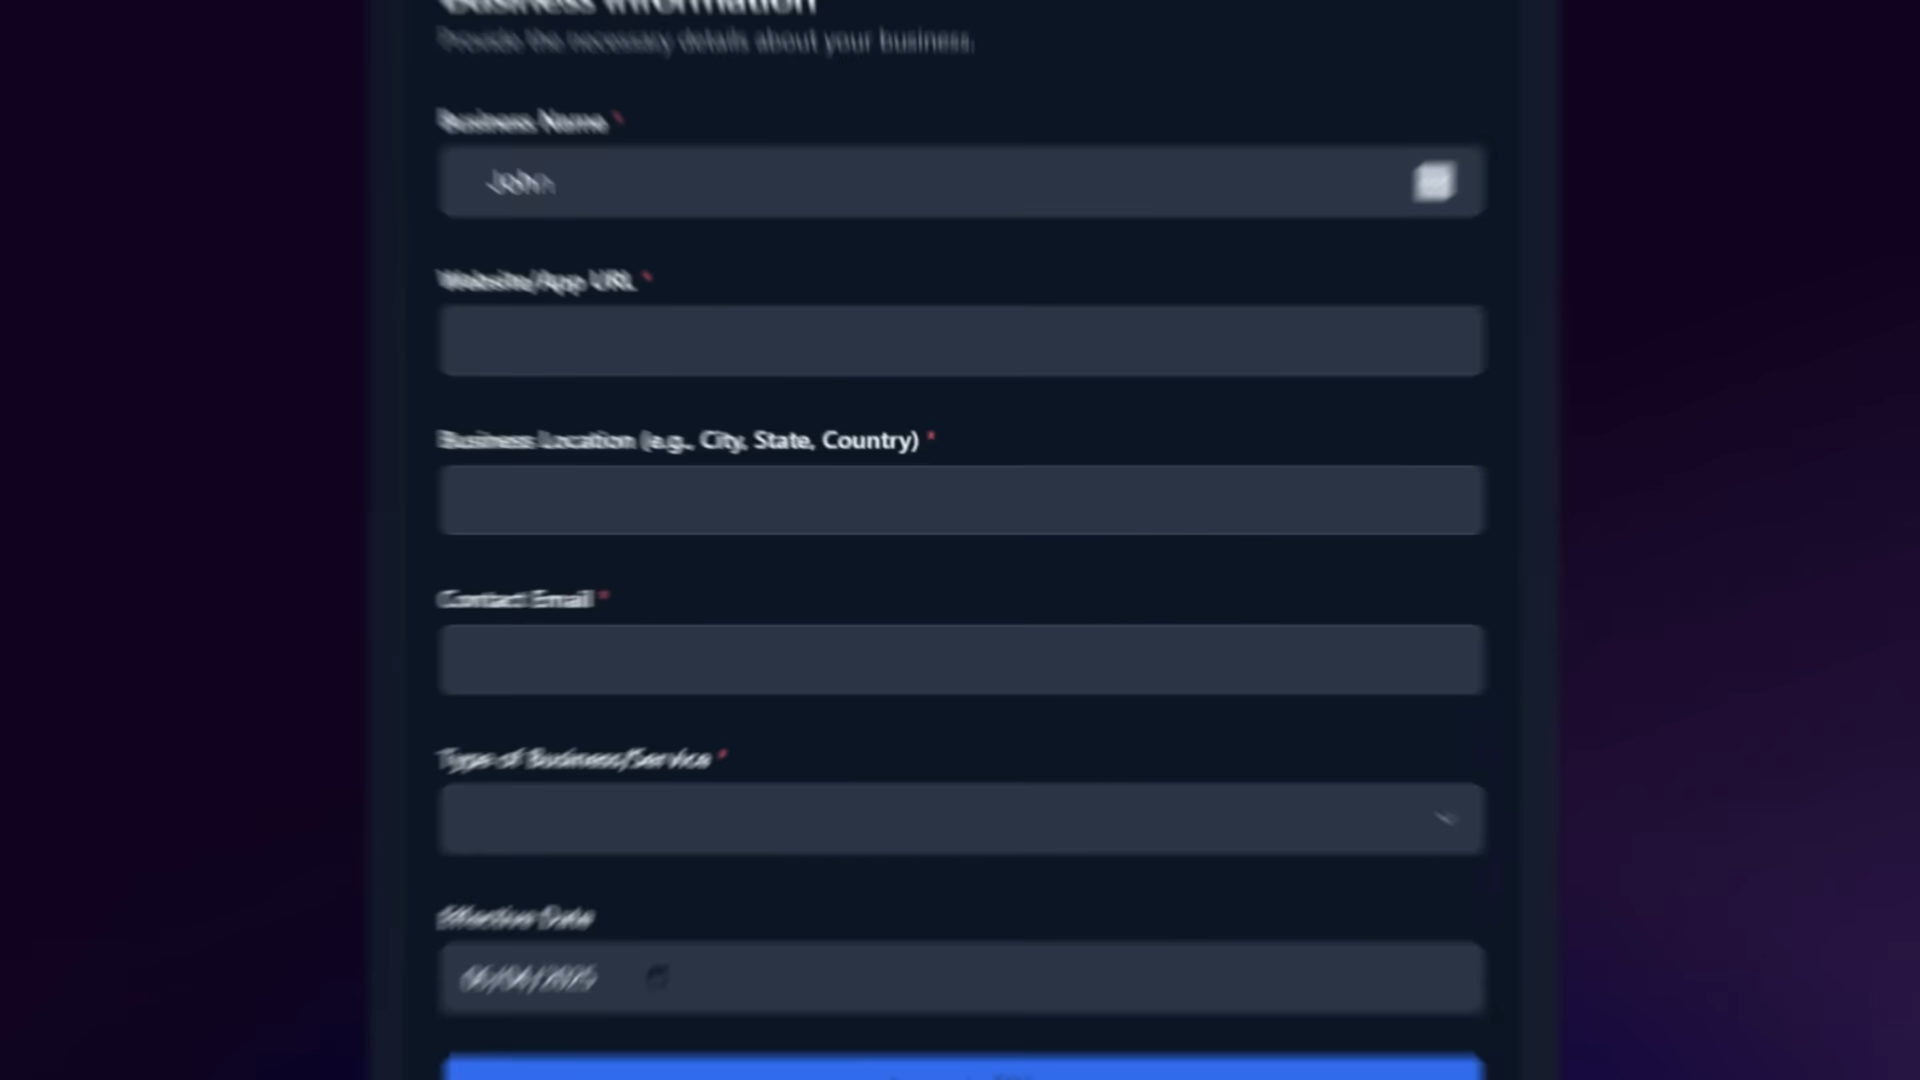 Business Information
Provide the necessary details about your business.
Business Name *
John
Website/App URL *
Business Location (e.g., City, State, Country) *
Contact Email *
Type of Business/Service *
Effective Date